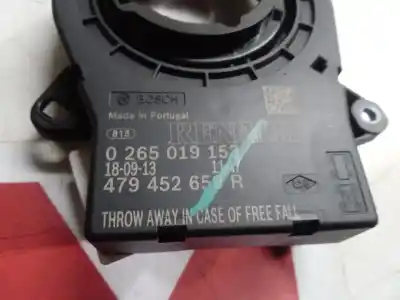 BOSCH
Made in Portugal
818 RENAULT
0 265 019 15
18-09-13
479 452 65 R
THROW AWAY IN CASE OF FREE FALL